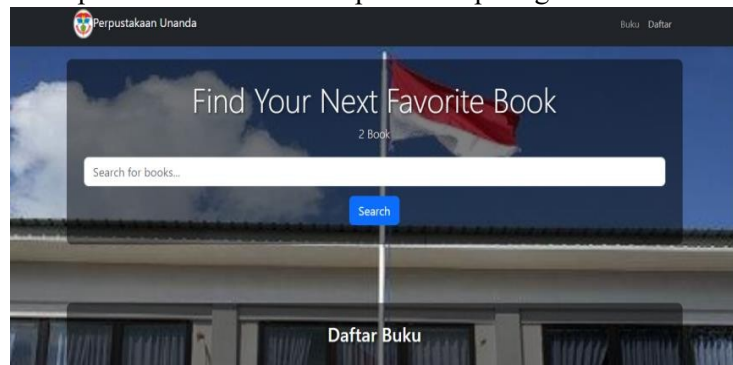 Perpustakaan Unanda
Buku Daftar
Find Your Next Favorite Book
2 Book
Search for books...
Search
Daftar Buku